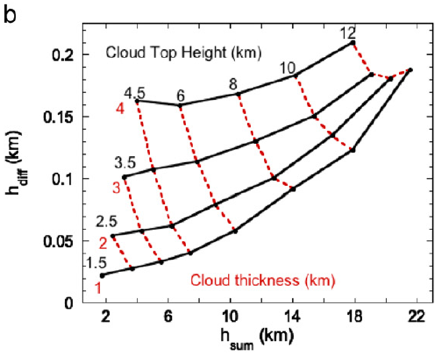 b
Cloud Top Height (km)
12
10
8
6
4.5
4
3.5
3
2.5
2
1.5
1
Cloud thickness (km)
0.2
0.15
0.1
0.05
0
h diff (km)
2 6 10 14 18 22
h sum (km)